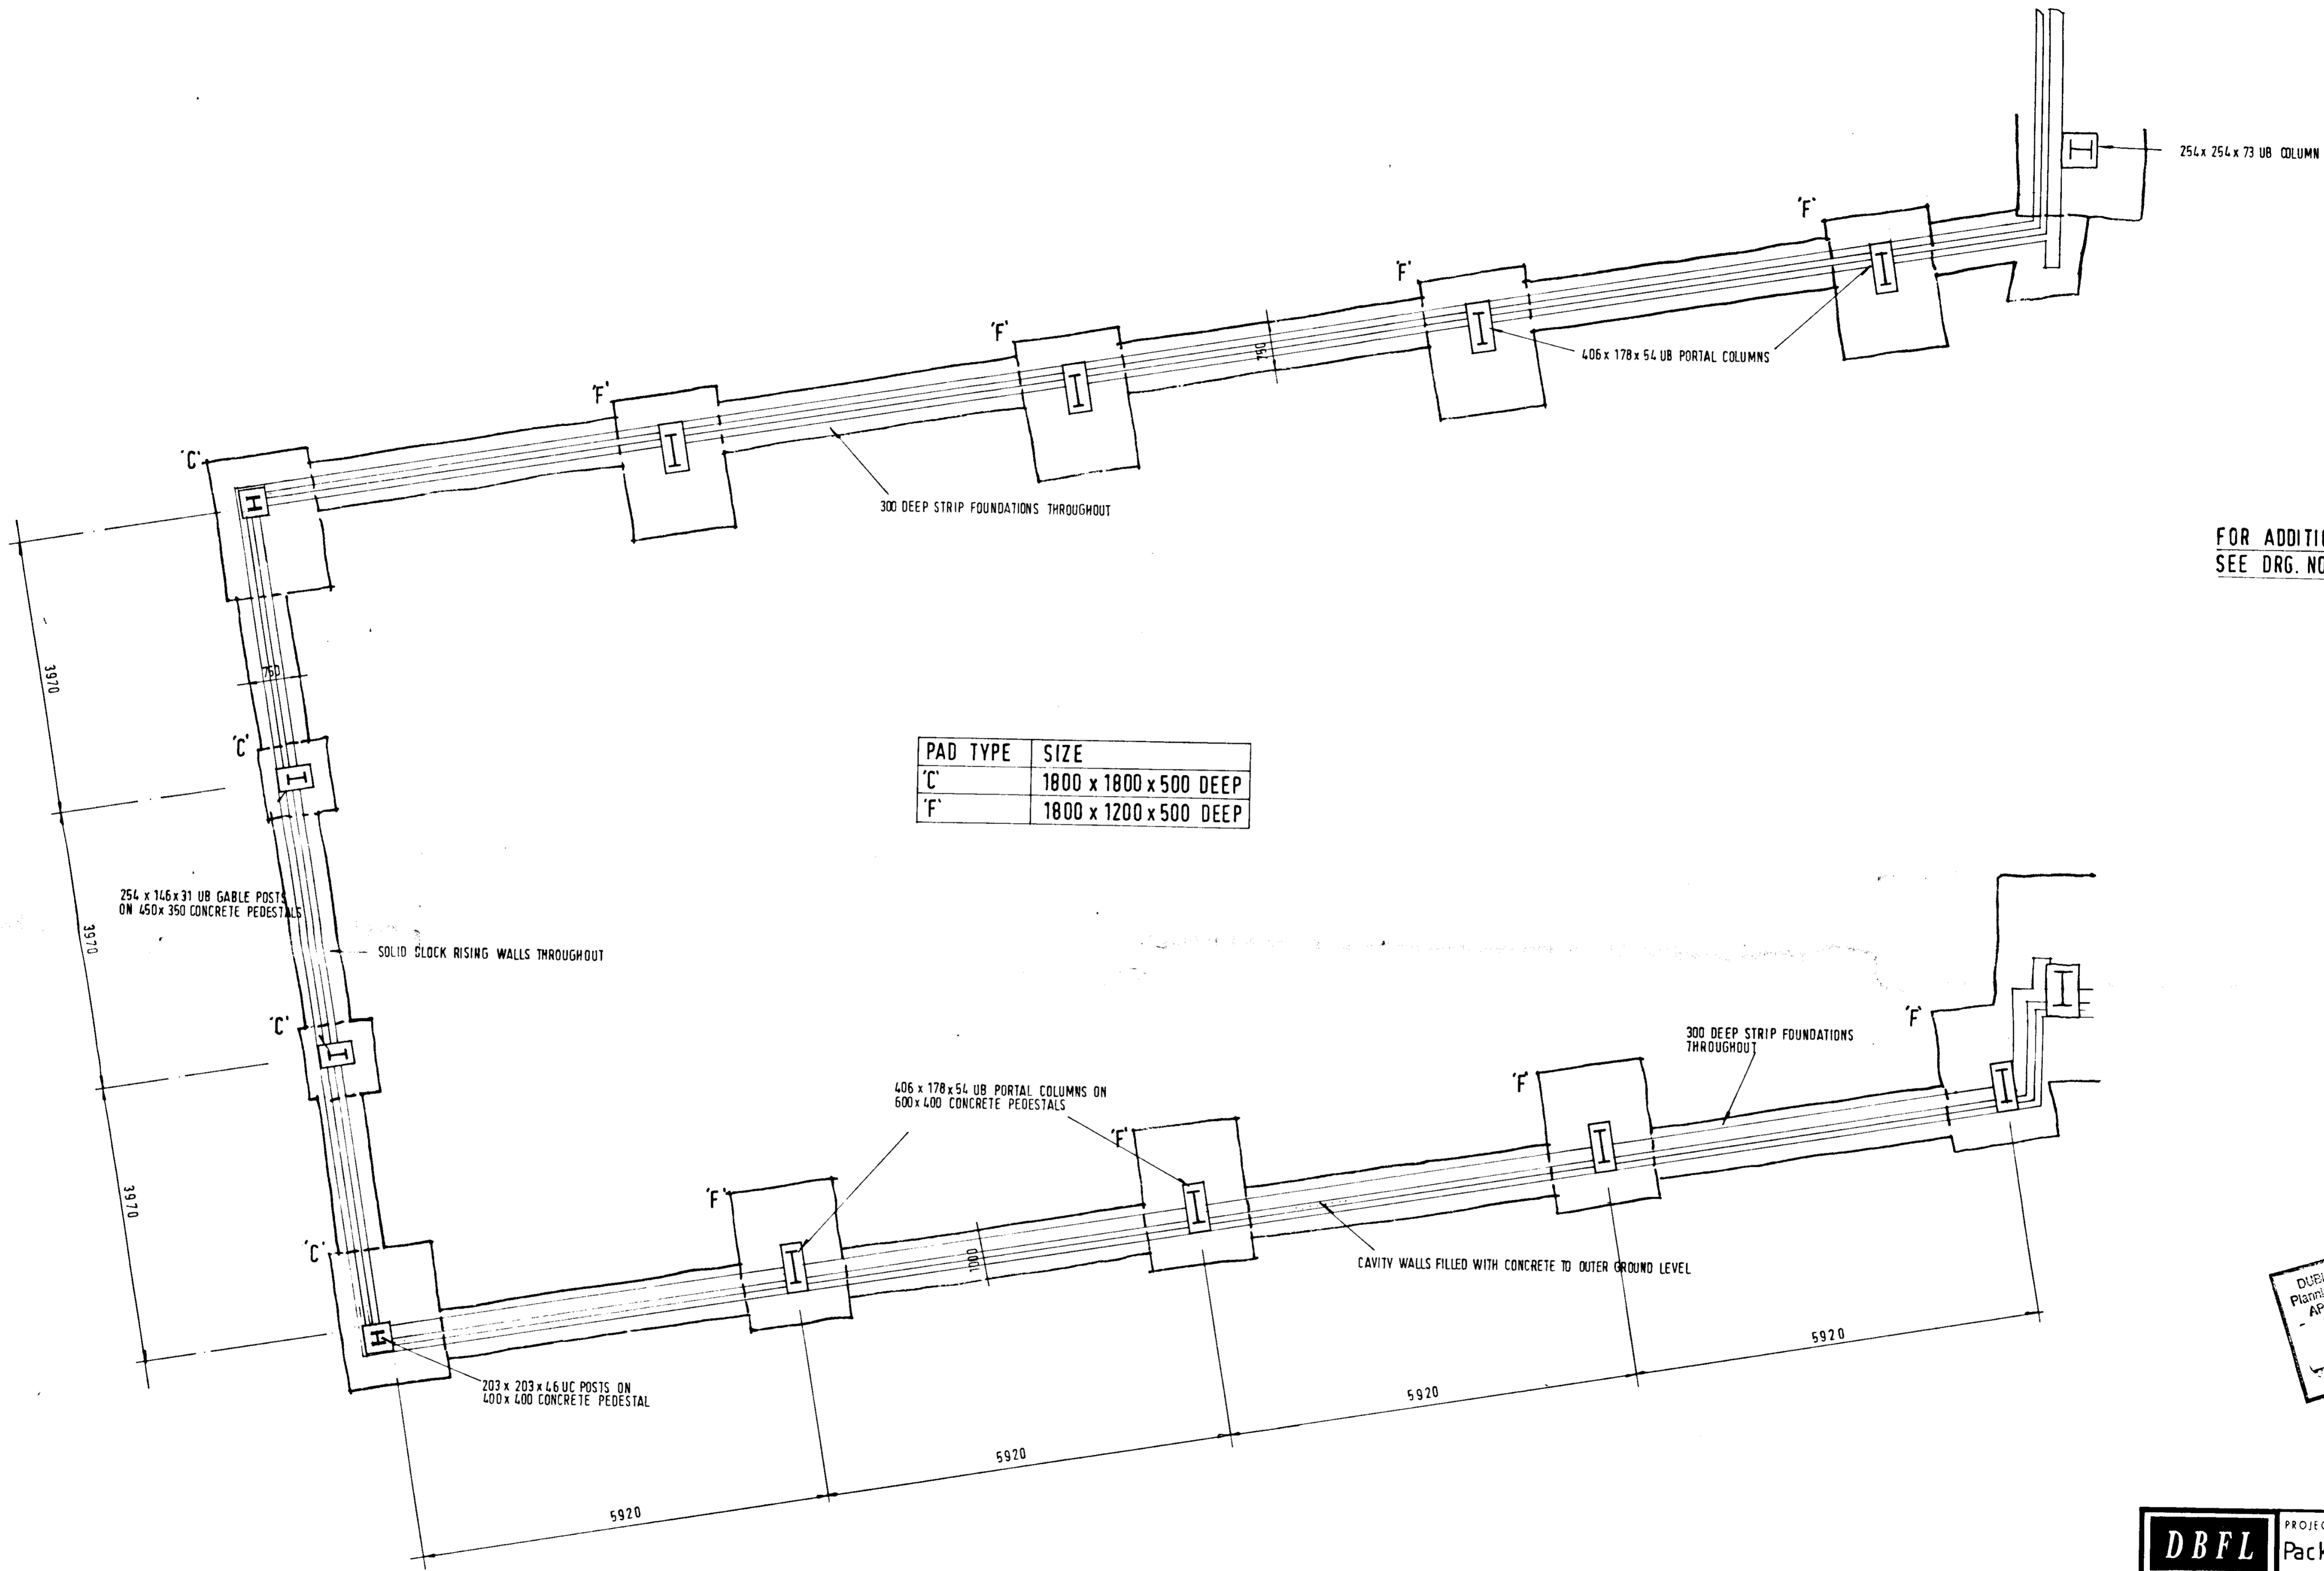 254 x 254 x 73 UB COLUMN
'F'
'F'
406 x 178 x 54 UB PORTAL COLUMNS
'F'
750
'F'
300 DEEP STRIP FOUNDATIONS THROUGHOUT
'C'
FOR
SEE DRG.
3970
750
'C'
PAD TYPE SIZE
'C' 1800 x 1800 x 500 DEEP
'F' 1800 x 1200 x 500 DEEP
254 x 146 x 31 UB GABLE POSTS
ON 450 x 350 CONCRETE PEDESTALS
3970
SOLID BLOCK RISING WALLS THROUGHOUT
'C'
'F'
300 DEEP STRIP FOUNDATIONS
THROUGHOUT
'F'
406 x 178 x 54 UB PORTAL COLUMNS ON
600 x 400 CONCRETE PEDESTALS
'F'
3970
'F'
'C'
1000
CAVITY WALLS FILLED WITH CONCRETE TO OUTER GROUND LEVEL
203 x 203 x 46 UC POSTS ON
400 x 400 CONCRETE PEDESTAL
5920
5920
5920
5920
DBFL